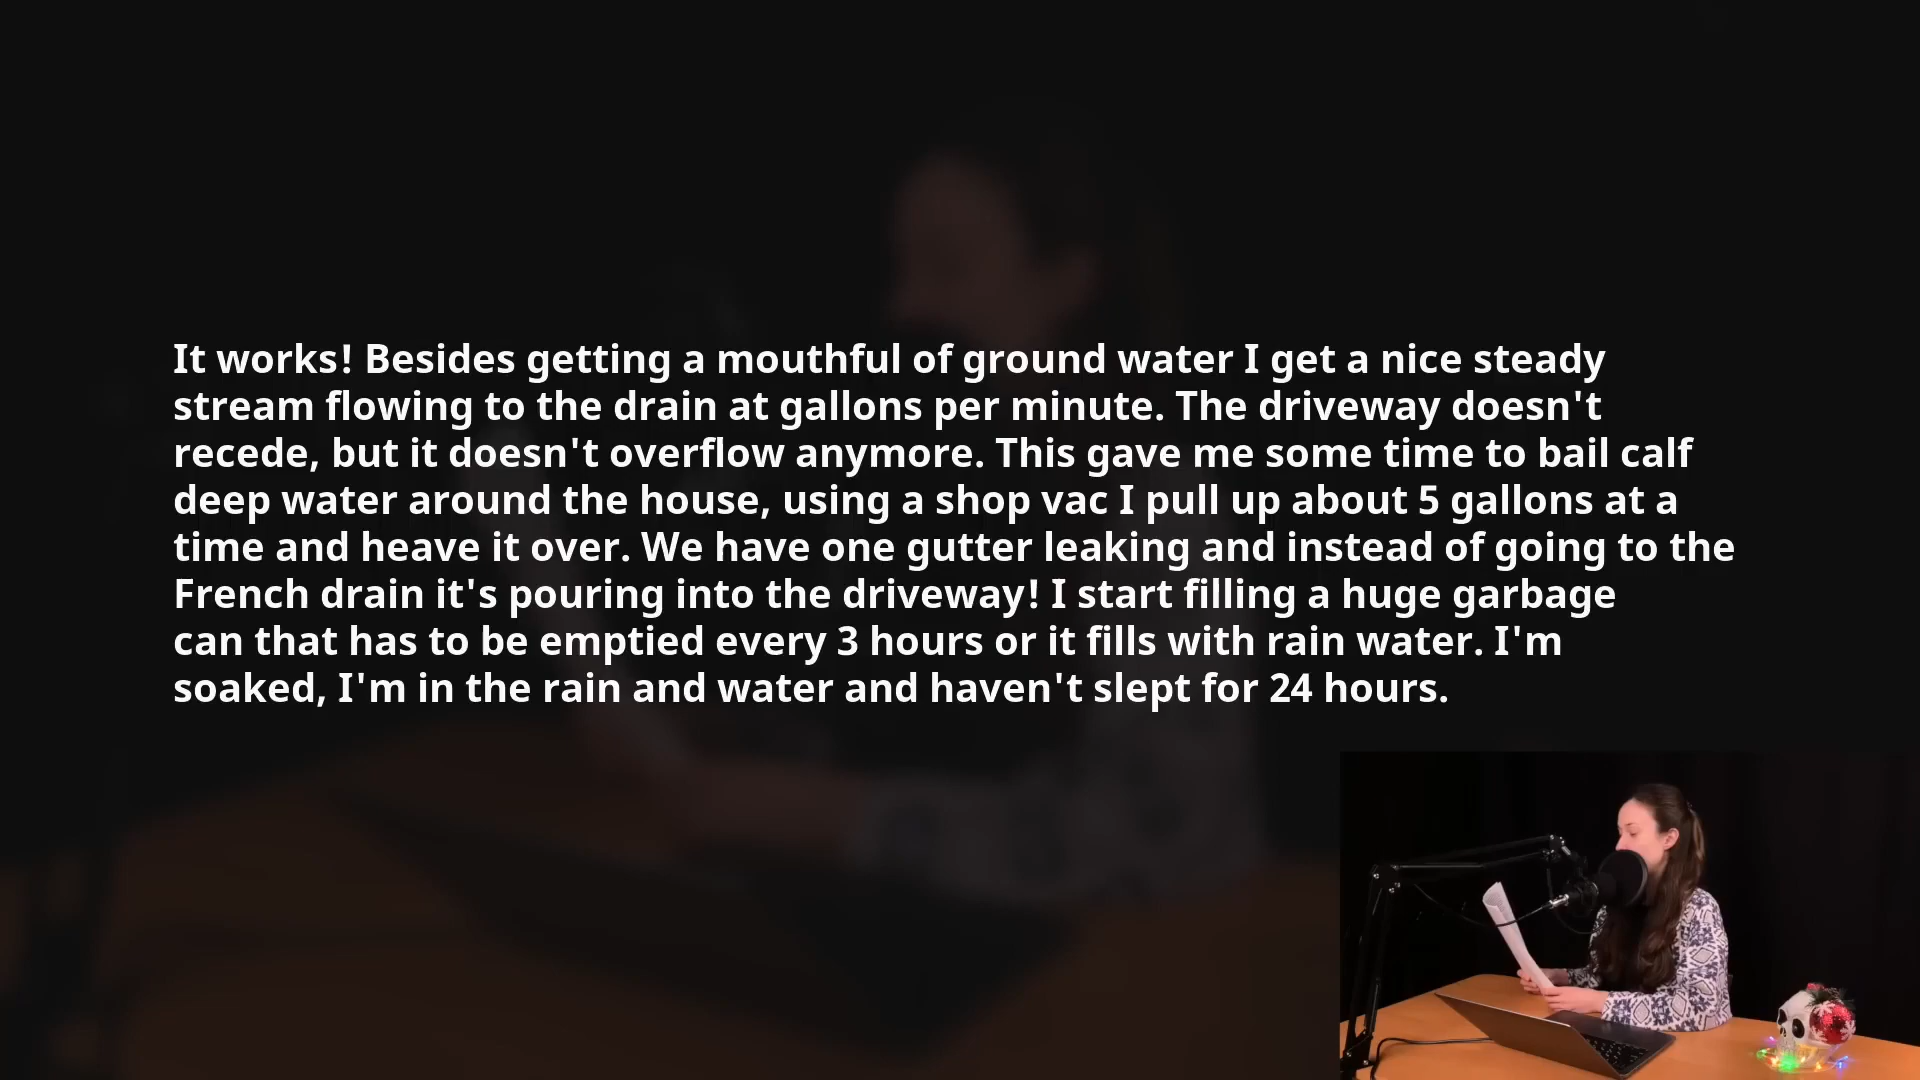 It works! Besides getting a mouthful of ground water I get a nice steady
stream flowing to the drain at gallons per minute. The driveway doesn't
recede, but it doesn't overflow anymore. This gave me some time to bail calf
deep water around the house, using a shop vac I pull up about 5 gallons at a
time and heave it over. We have one gutter leaking and instead of going to the
French drain it's pouring into the driveway! I start filling a huge garbage
can that has to be emptied every 3 hours or it fills with rain water. I'm
soaked, I'm in the rain and water and haven't slept for 24 hours.